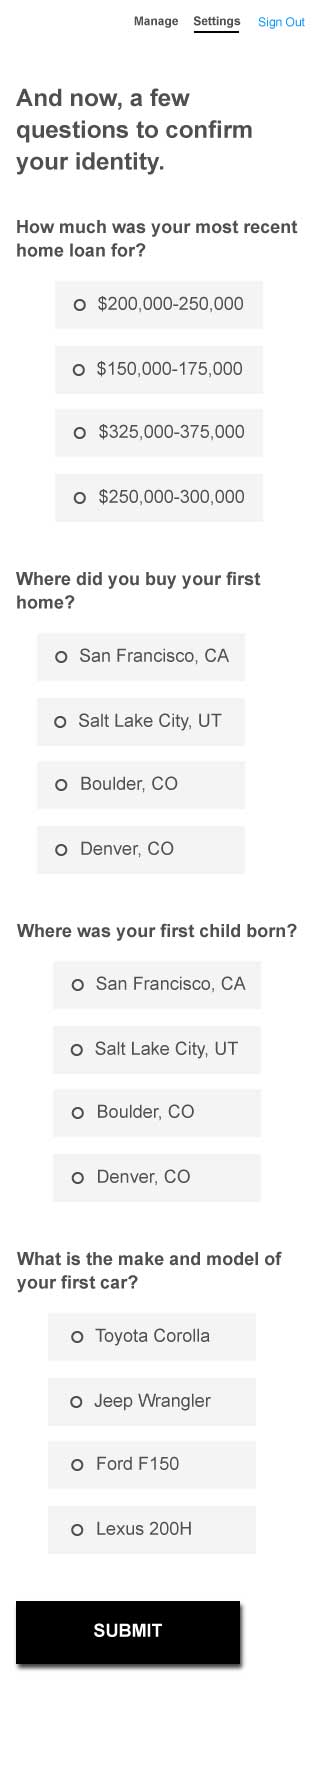 Manage Settings Sign Out
And now, a few
questions to confirm
your identity.
How much was your most recent
home loan for?
$200,000-250,000
$150,000-175,000
$325,000-375,000
$250,000-300,000
Where did you buy your first
home?
San Francisco, CA
Salt Lake City, UT
Boulder, CO
Denver, CO
Where was your first child born?
San Francisco, CA
Salt Lake City, UT
Boulder, CO
Denver, CO
What is the make and model of
your first car?
Toyota Corolla
Jeep Wrangler
Ford F150
Lexus 200H
SUBMIT